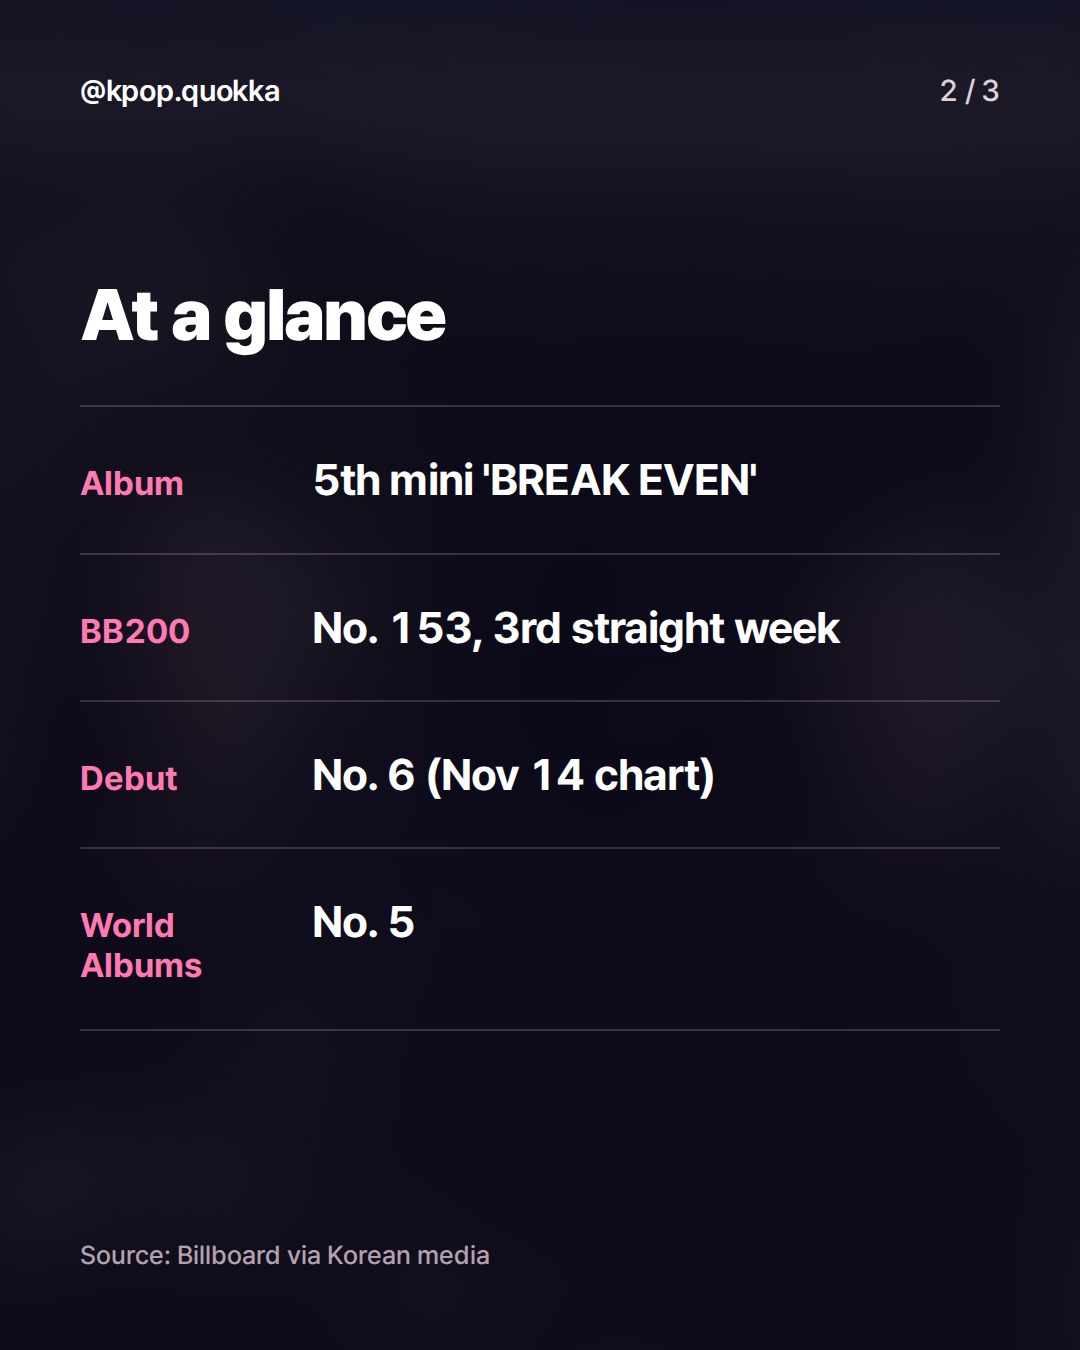 @kpop.quokka
2 / 3
At a glance
Album
5th mini 'BREAK EVEN'
BB200
No. 153, 3rd straight week
Debut
No. 6 (Nov 14 chart)
World
Albums
No. 5
Source: Billboard via Korean media